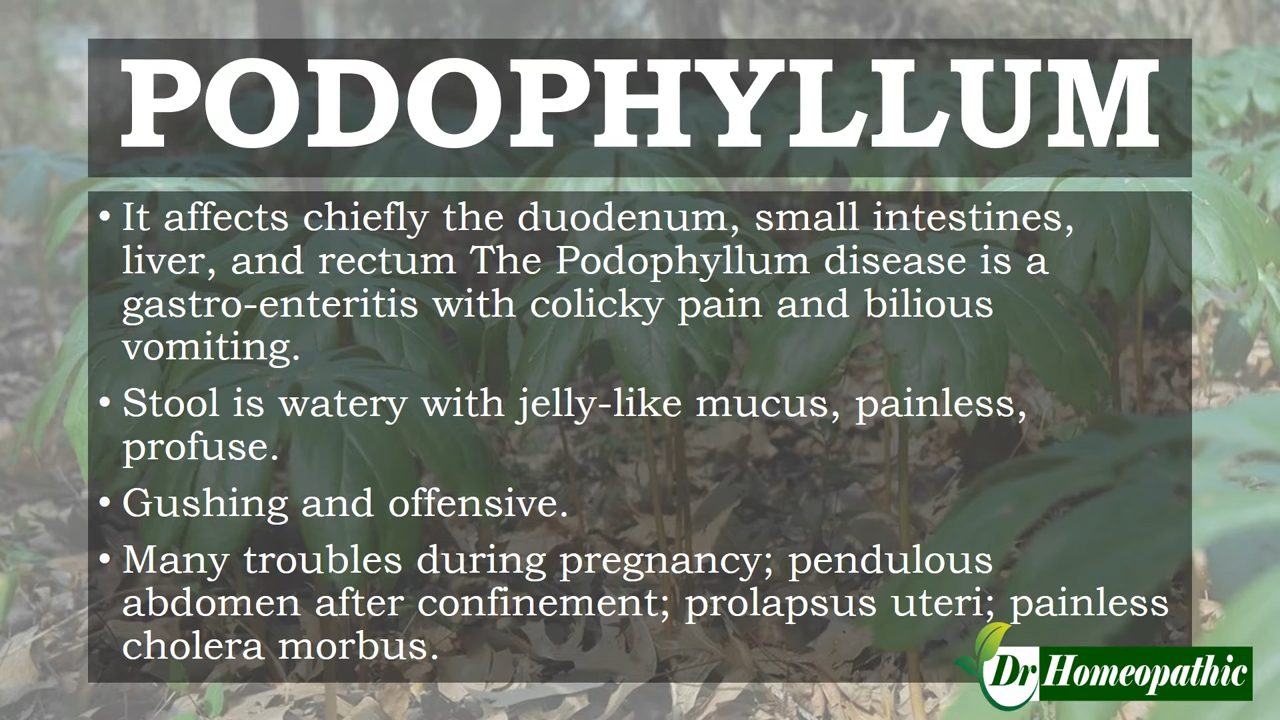 PODOPHYLLUM
• It affects chiefly the duodenum, small intestines,
liver, and rectum The Podophyllum disease is a
gastro-enteritis with colicky pain and bilious
vomiting.
• Stool is watery with jelly-like mucus, painless,
profuse.
• Gushing and offensive.
• Many troubles during pregnancy; pendulous
abdomen after confinement; prolapsus uteri; painless
cholera morbus.
Dr Homeopathic